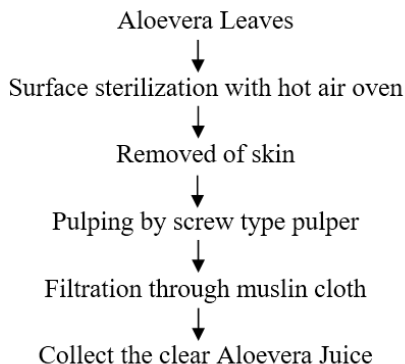 Aloevera Leaves
Surface sterilization with hot air oven
Removed of skin
Pulping by screw type pulper
Filtration through muslin cloth
Collect the clear Aloevera Juice